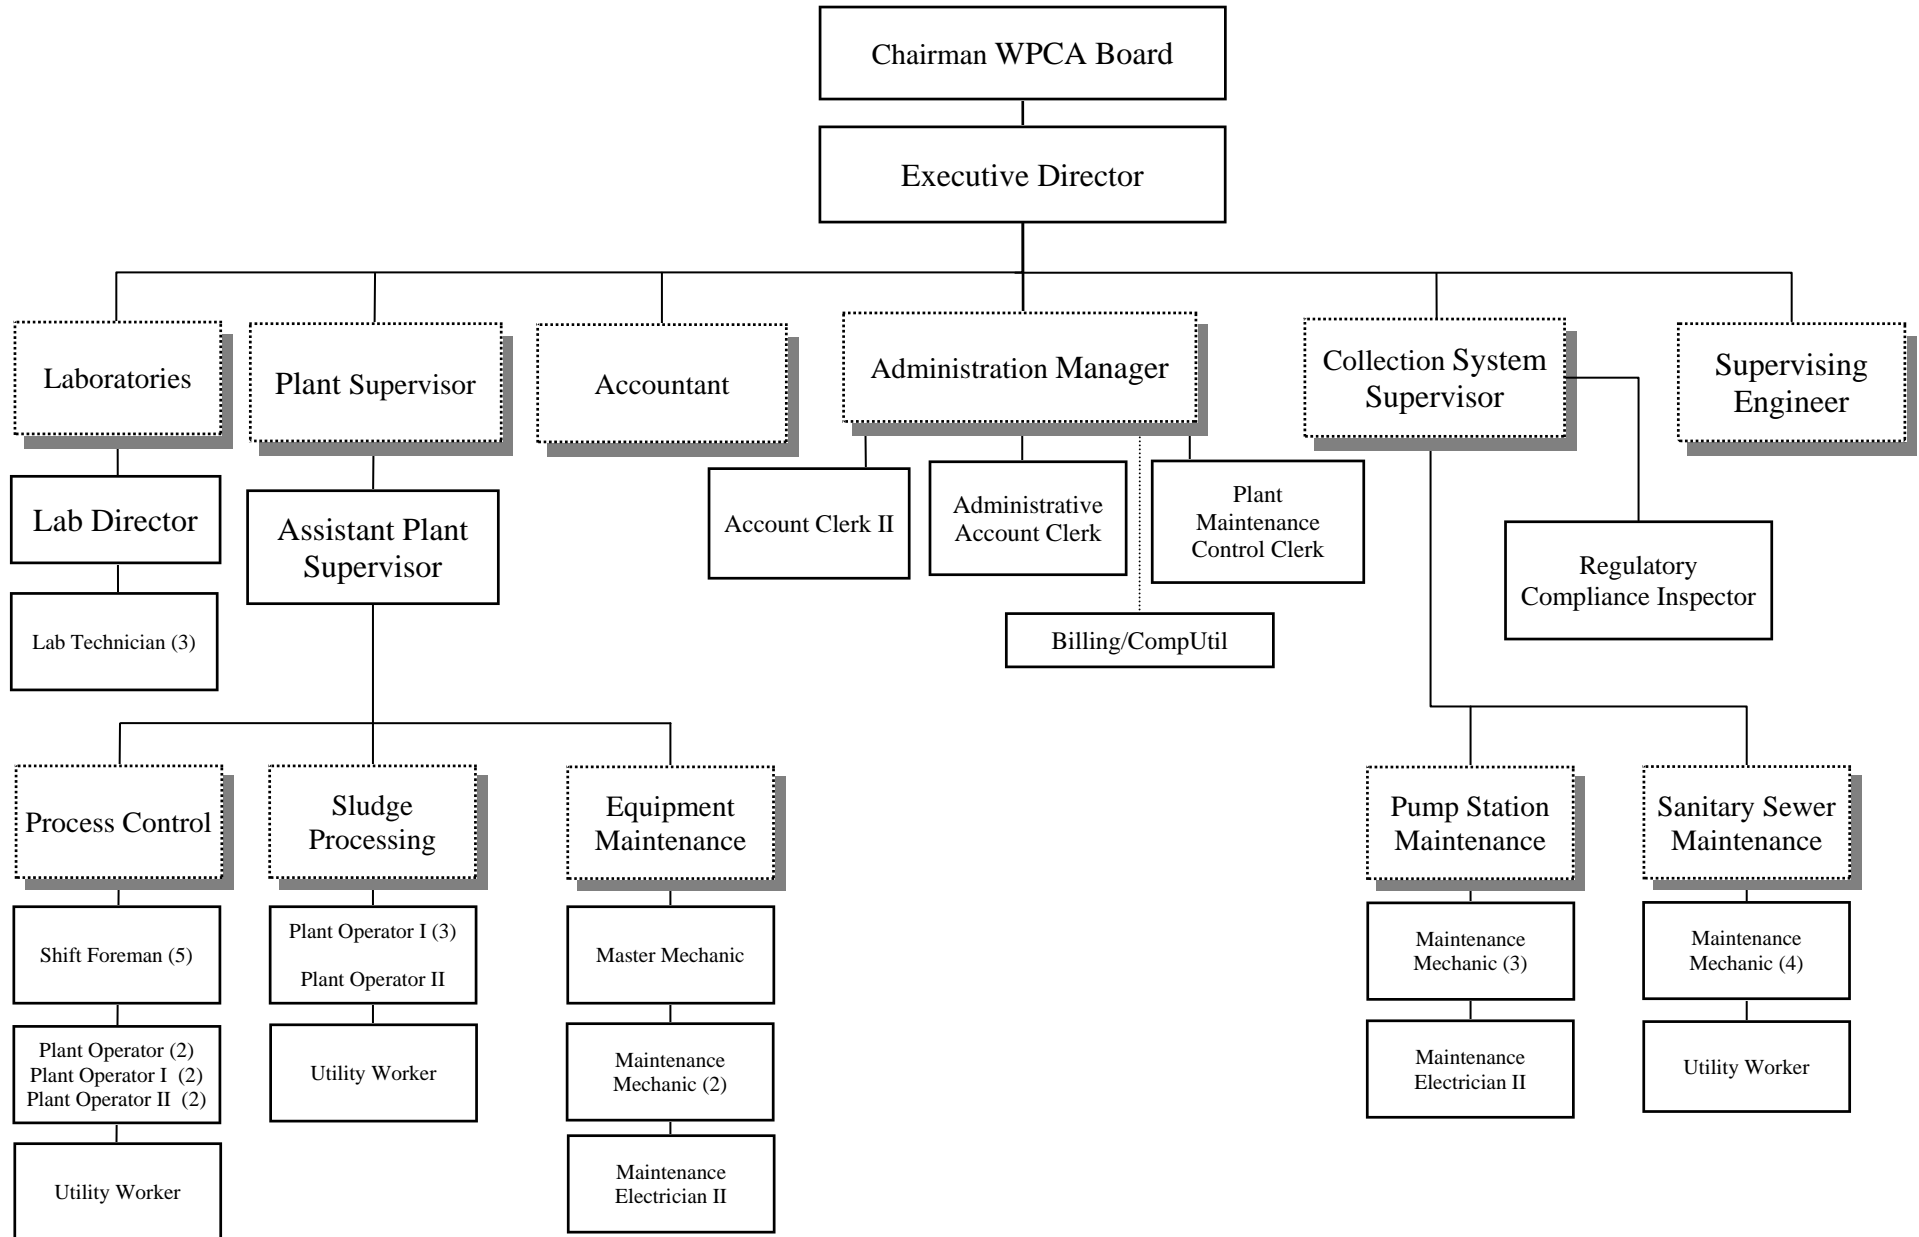 Chairman WPCA Board
Executive Director
Laboratories
Plant Supervisor
Accountant
Administration Manager
Collection System
Supervisor
Supervising
Engineer
Lab Director
Assistant Plant
Supervisor
Account Clerk II
Administrative
Account Clerk
Plant
Maintenance
Control Clerk
Regulatory
Compliance Inspector
Lab Technician (3)
Billing/CompUtil
Process Control
Sludge
Processing
Equipment
Maintenance
Pump Station
Maintenance
Sanitary Sewer
Maintenance
Shift Foreman (5)
Plant Operator I (3)
Plant Operator II
Master Mechanic
Maintenance
Mechanic (3)
Maintenance
Mechanic (4)
Plant Operator (2)
Plant Operator I  (2)
Plant Operator II  (2)
Utility Worker
Maintenance
Mechanic (2)
Maintenance
Electrician II
Utility Worker
Utility Worker
Maintenance
Electrician II